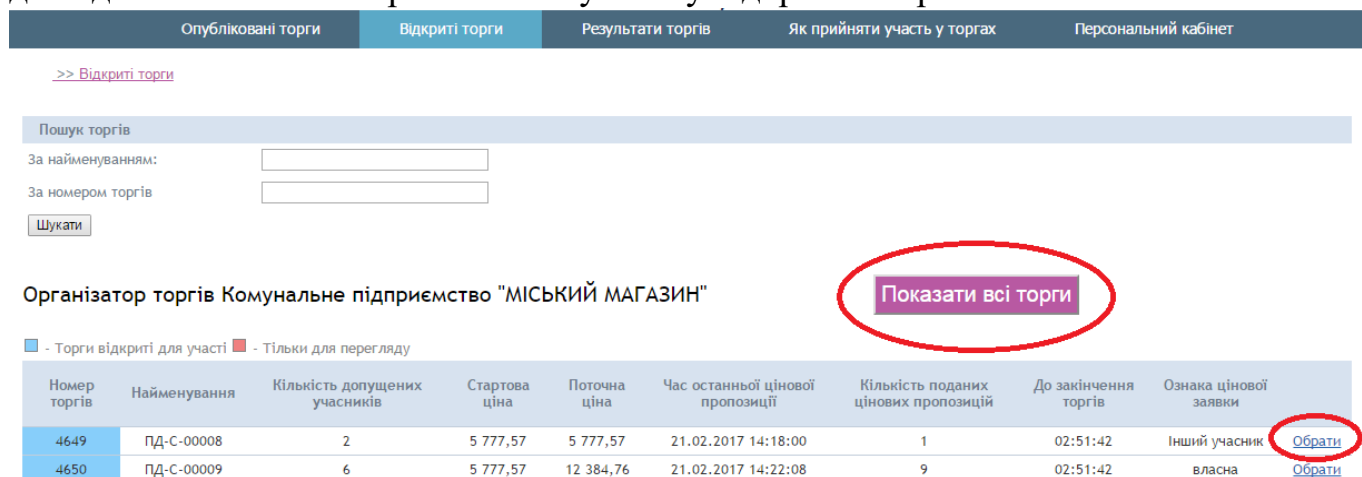 Опубліковані торги Відкриті торги Результати торгів Як прийняти участь у торгах Персональний кабінет
>> Відкриті торги
Пошук торгів
За найменуванням:
За номером торгів
Шукати
Організатор торгів Комунальне підприємство "МІСЬКИЙ МАГАЗИН" Показати всі торги
- Торги відкриті для участі - Тільки для перегляду
Номер торгів Найменування Кількість допущених учасників Стартова ціна Поточна ціна Час останньої цінової пропозиції Кількість поданих цінових пропозицій До закінчення торгів Ознака цінової заявки
4649 ПД-С-00008 2 5 777,57 5 777,57 21.02.2017 14:18:00 1 02:51:42 Інший учасник Обрати
4650 ПД-С-00009 6 5 777,57 12 384,76 21.02.2017 14:22:08 9 02:51:42 власна Обрати